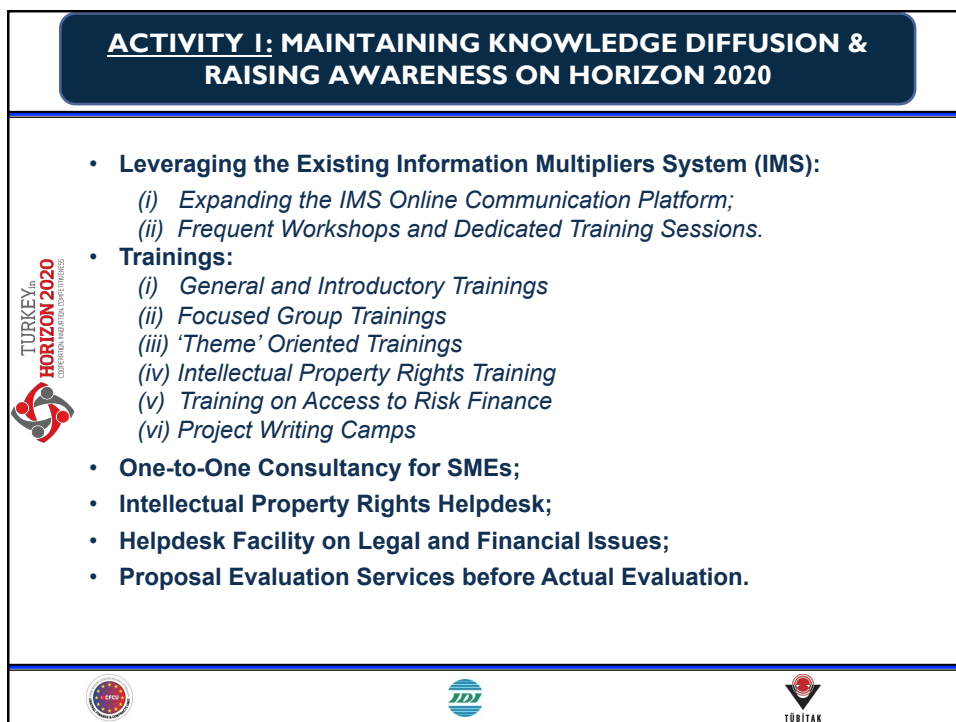 ACTIVITY 1: MAINTAINING KNOWLEDGE DIFFUSION &
RAISING AWARENESS ON HORIZON 2020
• Leveraging the Existing Information Multipliers System (IMS):
(i) Expanding the IMS Online Communication Platform;
(ii) Frequent Workshops and Dedicated Training Sessions.
• Trainings:
(i) General and Introductory Trainings
(ii) Focused Group Trainings
(iii) ‘Theme’ Oriented Trainings
(iv) Intellectual Property Rights Training
(v) Training on Access to Risk Finance
(vi) Project Writing Camps
• One-to-One Consultancy for SMEs;
• Intellectual Property Rights Helpdesk;
• Helpdesk Facility on Legal and Financial Issues;
• Proposal Evaluation Services before Actual Evaluation.
TURKEY in
HORIZON 2020
COOPERATION, INNOVATION, COMPETITIVENESS
CFCU
IDI
TÜBİTAK